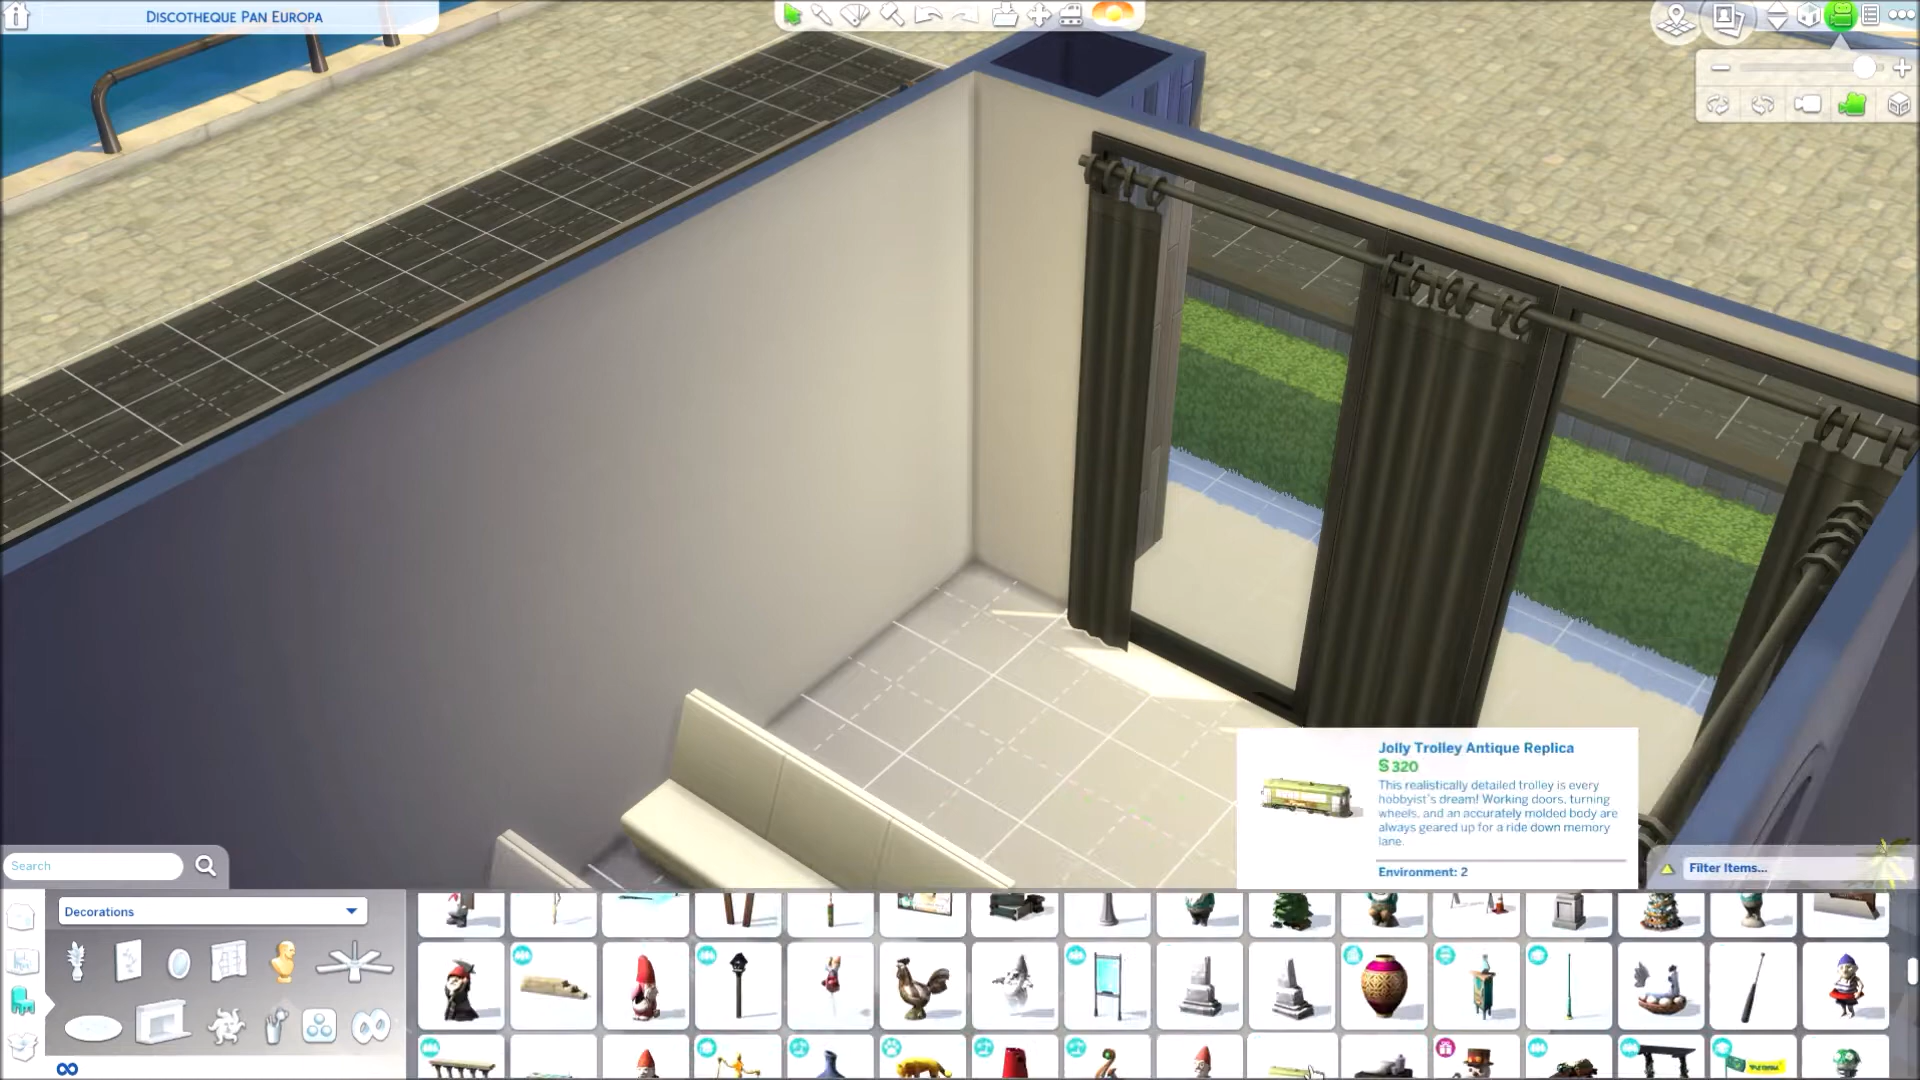 Discotheque Pan Europa
Jolly Trolley Antique Replica
§320
This realistically detailed trolley is every
hobbyist's dream! Working doors, turning
wheels, and an accurately molded body are
always geared up for a ride down memory
lane.
Environment: 2
Search
Filter Items...
Decorations